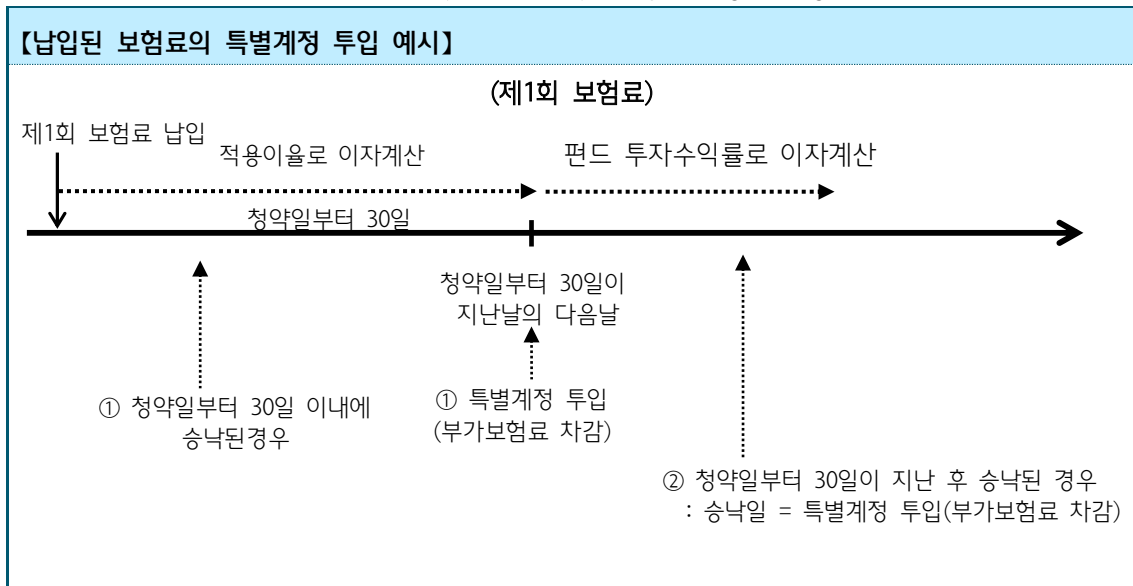 【납입된 보험료의 특별계정 투입 예시】
(제1회 보험료)
제1회 보험료 납입
적용이율로 이자계산
펀드 투자수익률로 이자계산
청약일부터 30일
청약일부터 30일이
지난날의 다음날
① 청약일부터 30일 이내에
승낙된경우
① 특별계정 투입
(부가보험료 차감)
② 청약일부터 30일이 지난 후 승낙된 경우
: 승낙일 = 특별계정 투입(부가보험료 차감)